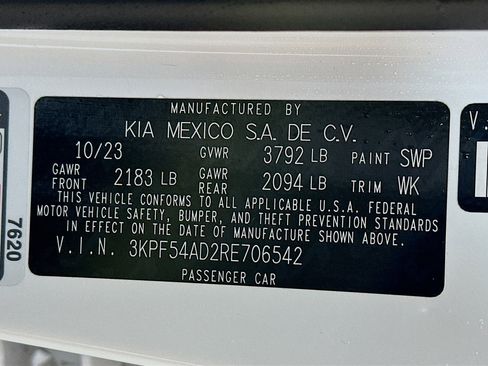 MANUFACTURED BY
KIA MEXICO S.A. DE C.V.
10/23 GVWR 3792 LB PAINT SWP
GAWR FRONT 2183 LB GAWR REAR 2094 LB TRIM WK
THIS VEHICLE CONFORMS TO ALL APPLICABLE U.S.A. FEDERAL
MOTOR VEHICLE SAFETY, BUMPER, AND THEFT PREVENTION STANDARDS
IN EFFECT ON THE DATE OF MANUFACTURE SHOWN ABOVE.
V.I.N. 3KPF54AD2RE706542
PASSENGER CAR
7620
V.